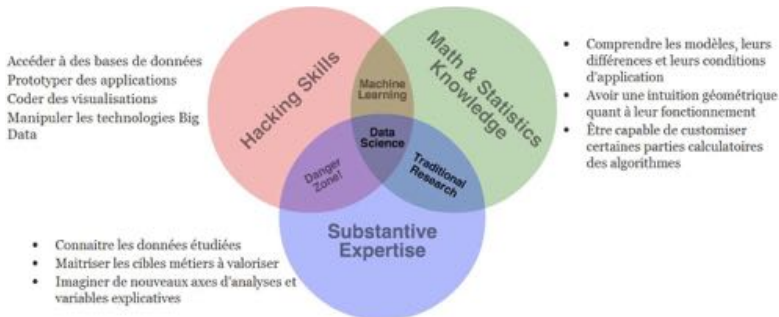 Accéder à des bases de données
Prototyper des applications
Coder des visualisations
Manipuler les technologies Big
Data
Hacking Skills
Machine
Learning
Math & Statistics
Knowledge
• Comprendre les modèles, leurs
différences et leurs conditions
d'application
• Avoir une intuition géométrique
quant à leur fonctionnement
• Être capable de customiser
certaines parties calculatoires
des algorithmes
Data
Science
Danger
Zone!
Traditional
Research
Substantive
Expertise
• Connaitre les données étudiées
• Maitriser les cibles métiers à valoriser
• Imaginer de nouveaux axes d'analyses et
variables explicatives